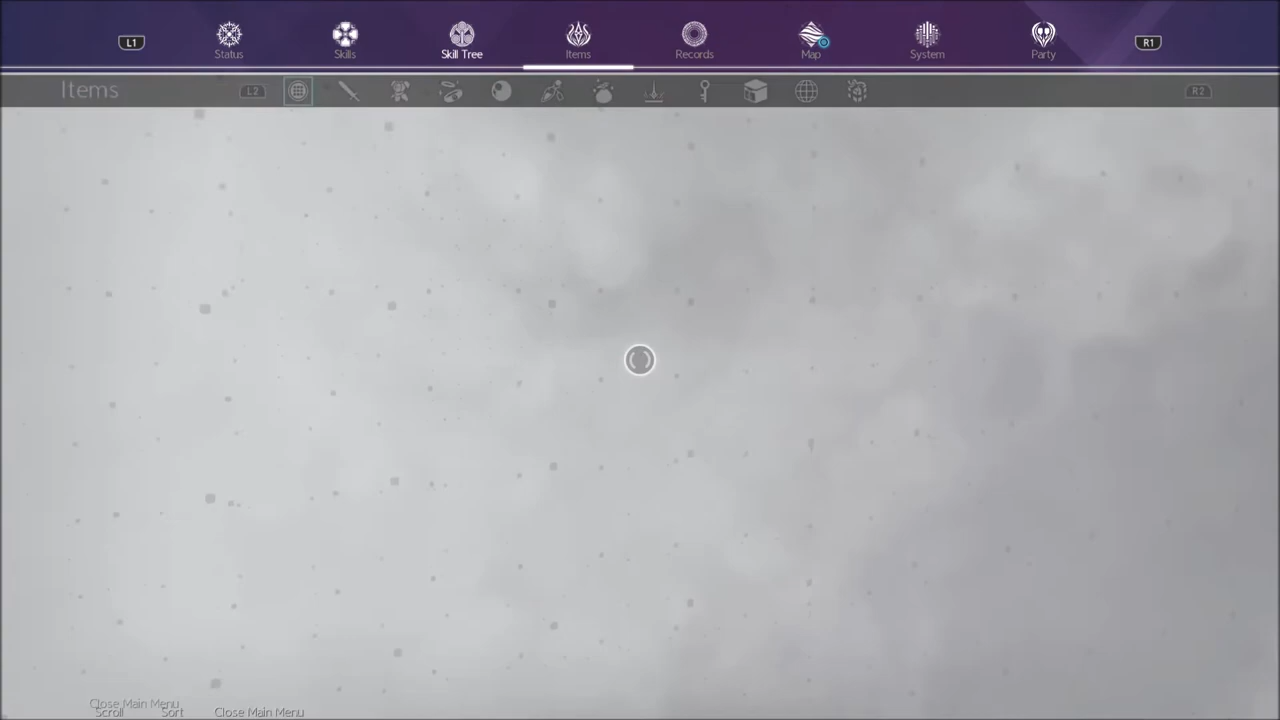 L1 Status Skills Skill Tree Items Records Map System Party R1
Items L2 R2
Close Main Menu
Scroll Sort Close Main Menu